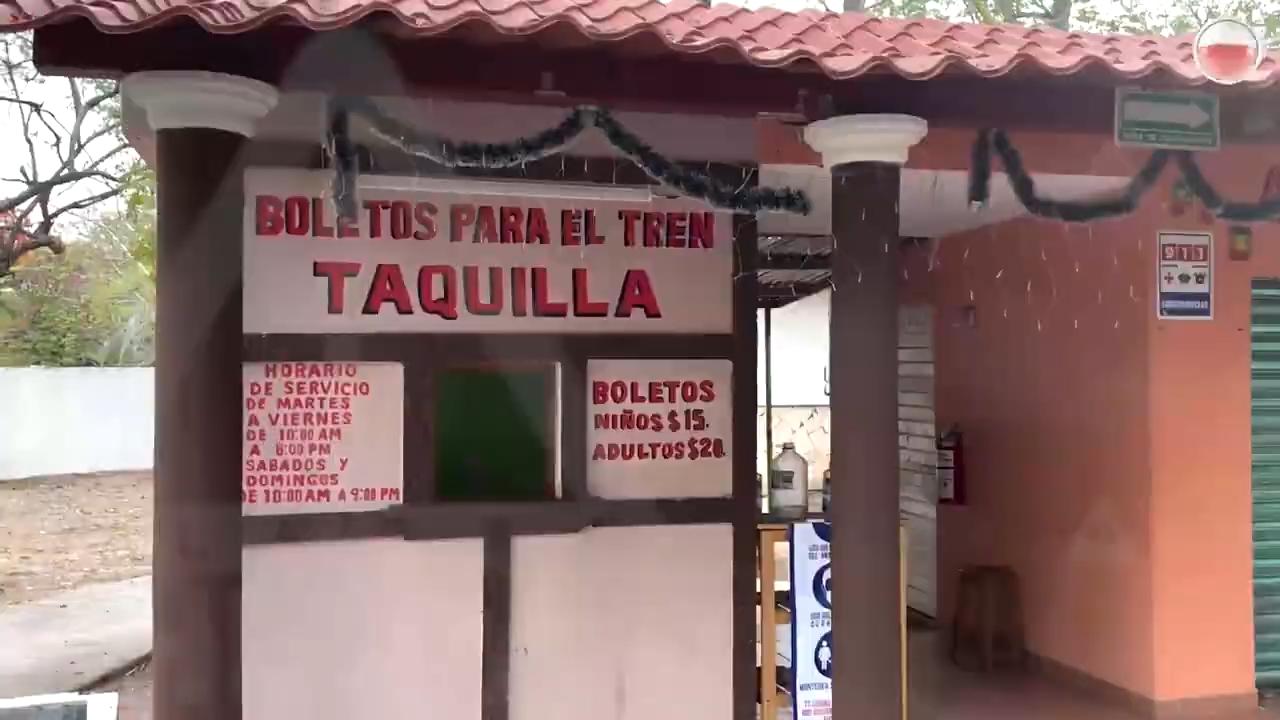 BOLETOS PARA EL TREN
TAQUILLA
HORARIO
DE SERVICIO
DE MARTES
A VIERNES
DE 10:00 AM
A 8:00 PM
SABADOS Y
DOMINGOS
DE 10:00 AM A 9:00 PM
BOLETOS
NIÑOS $15.
ADULTOS $20.
911